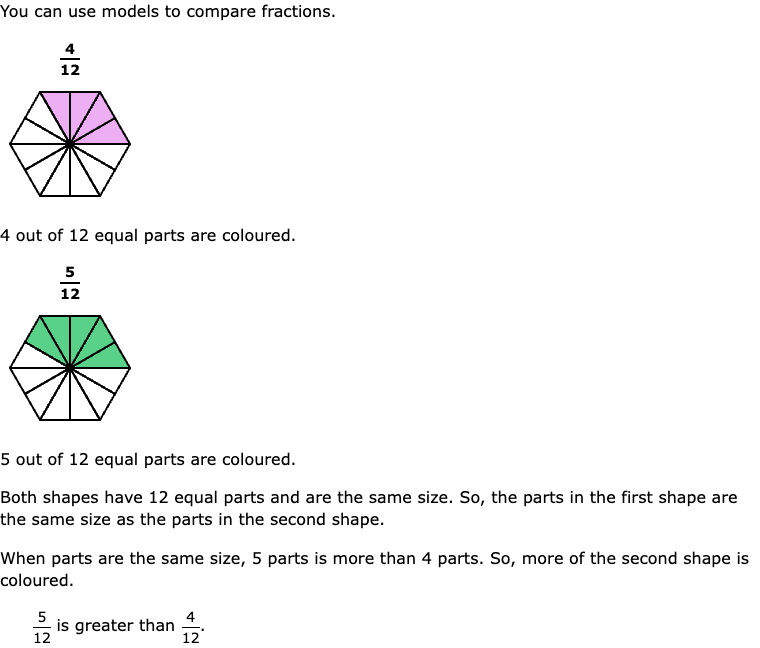 You can use models to compare fractions.
4
12
4 out of 12 equal parts are coloured.
5
12
5 out of 12 equal parts are coloured.
Both shapes have 12 equal parts and are the same size. So, the parts in the first shape are
the same size as the parts in the second shape.
When parts are the same size, 5 parts is more than 4 parts. So, more of the second shape is
coloured.
5/12 is greater than 4/12.